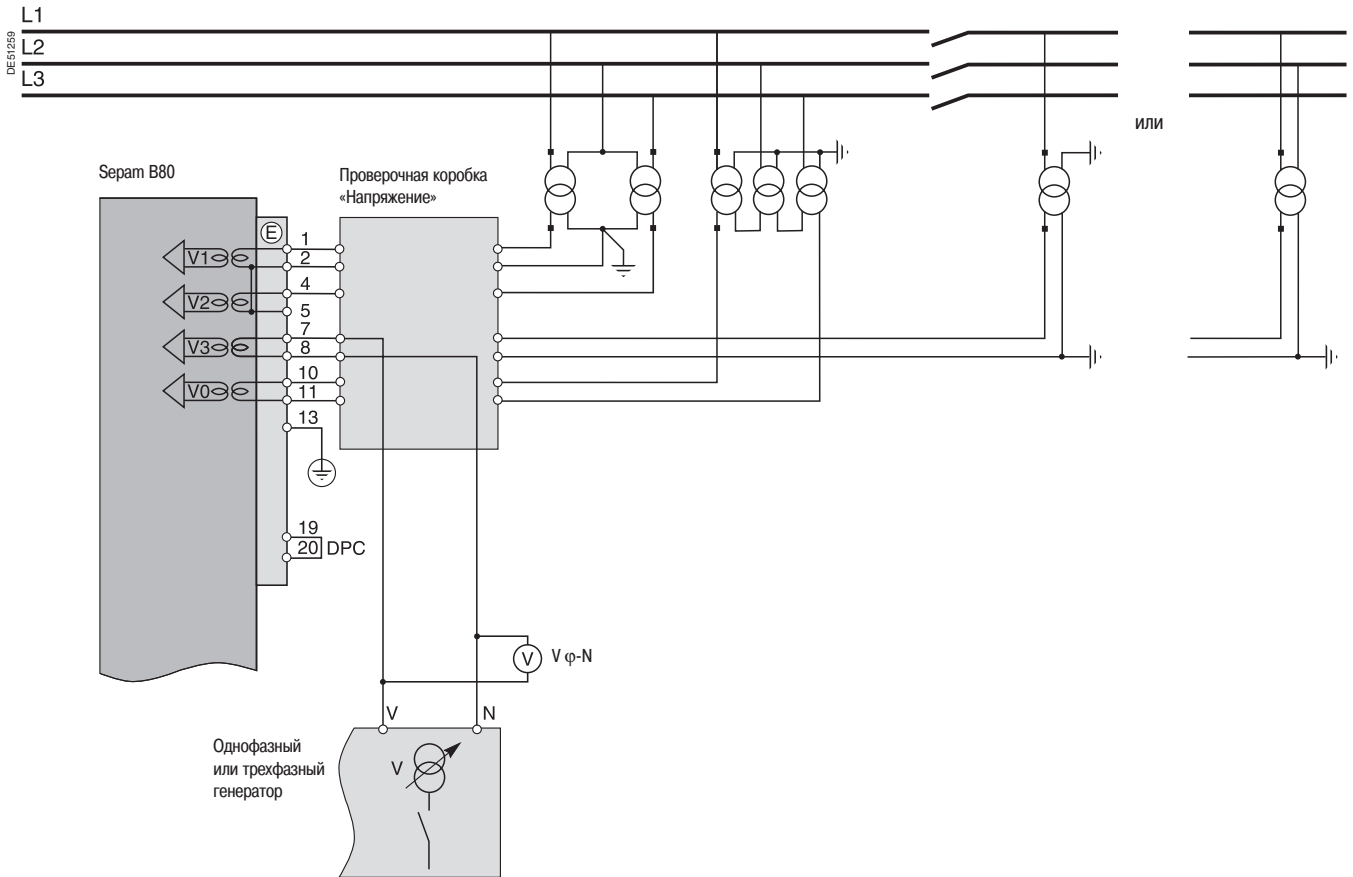 L1
DE51259
L2
L3
или
Sepam B80
Проверочная коробка
«Напряжение»
E
1
V1
2
4
V2
5
7
V3
8
10
V0
11
13
19
20 DPC
V
V φ-N
V
N
Однофазный
или трехфазный
генератор
V